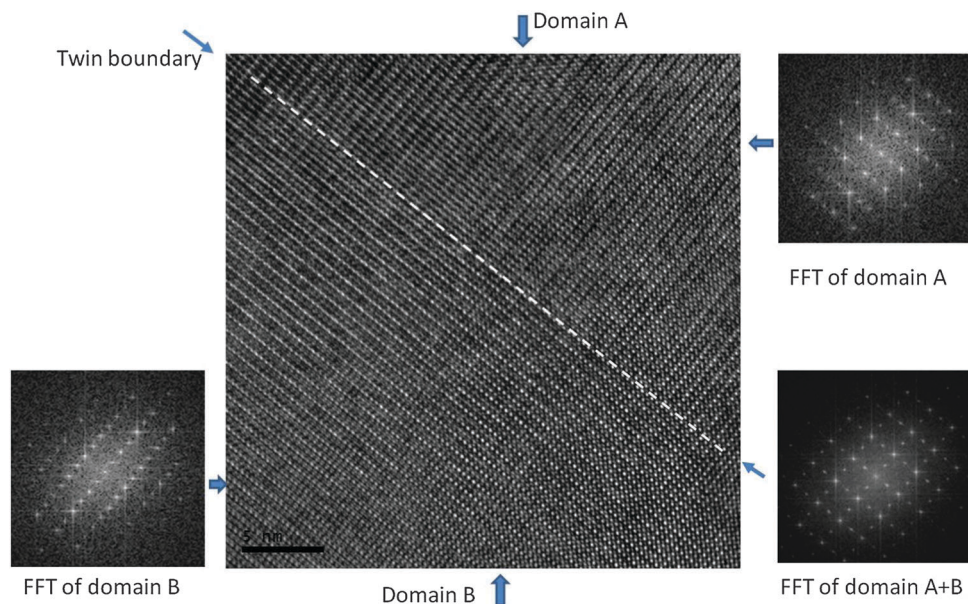 Domain A
Twin boundary
FFT of domain A
5 nm
FFT of domain B
Domain B
FFT of domain A+B